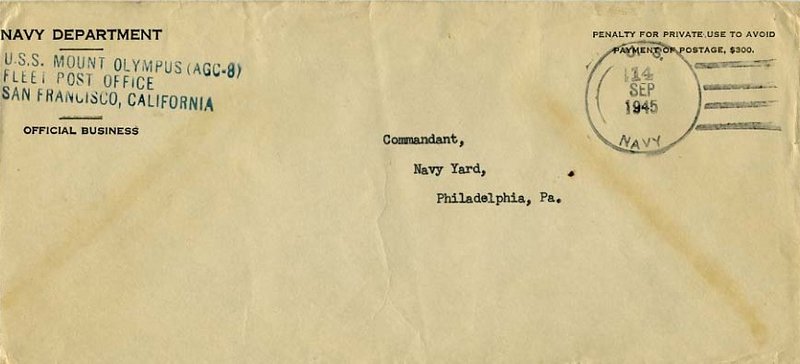 NAVY DEPARTMENT
U.S.S. MOUNT OLYMPUS (AGC-8)
FLEET POST OFFICE
SAN FRANCISCO, CALIFORNIA
OFFICIAL BUSINESS
PENALTY FOR PRIVATE USE TO AVOID
PAYMENT OF POSTAGE, $300.
U. S.
14
SEP
1945
NAVY
Commandant,
Navy Yard,
Philadelphia, Pa.